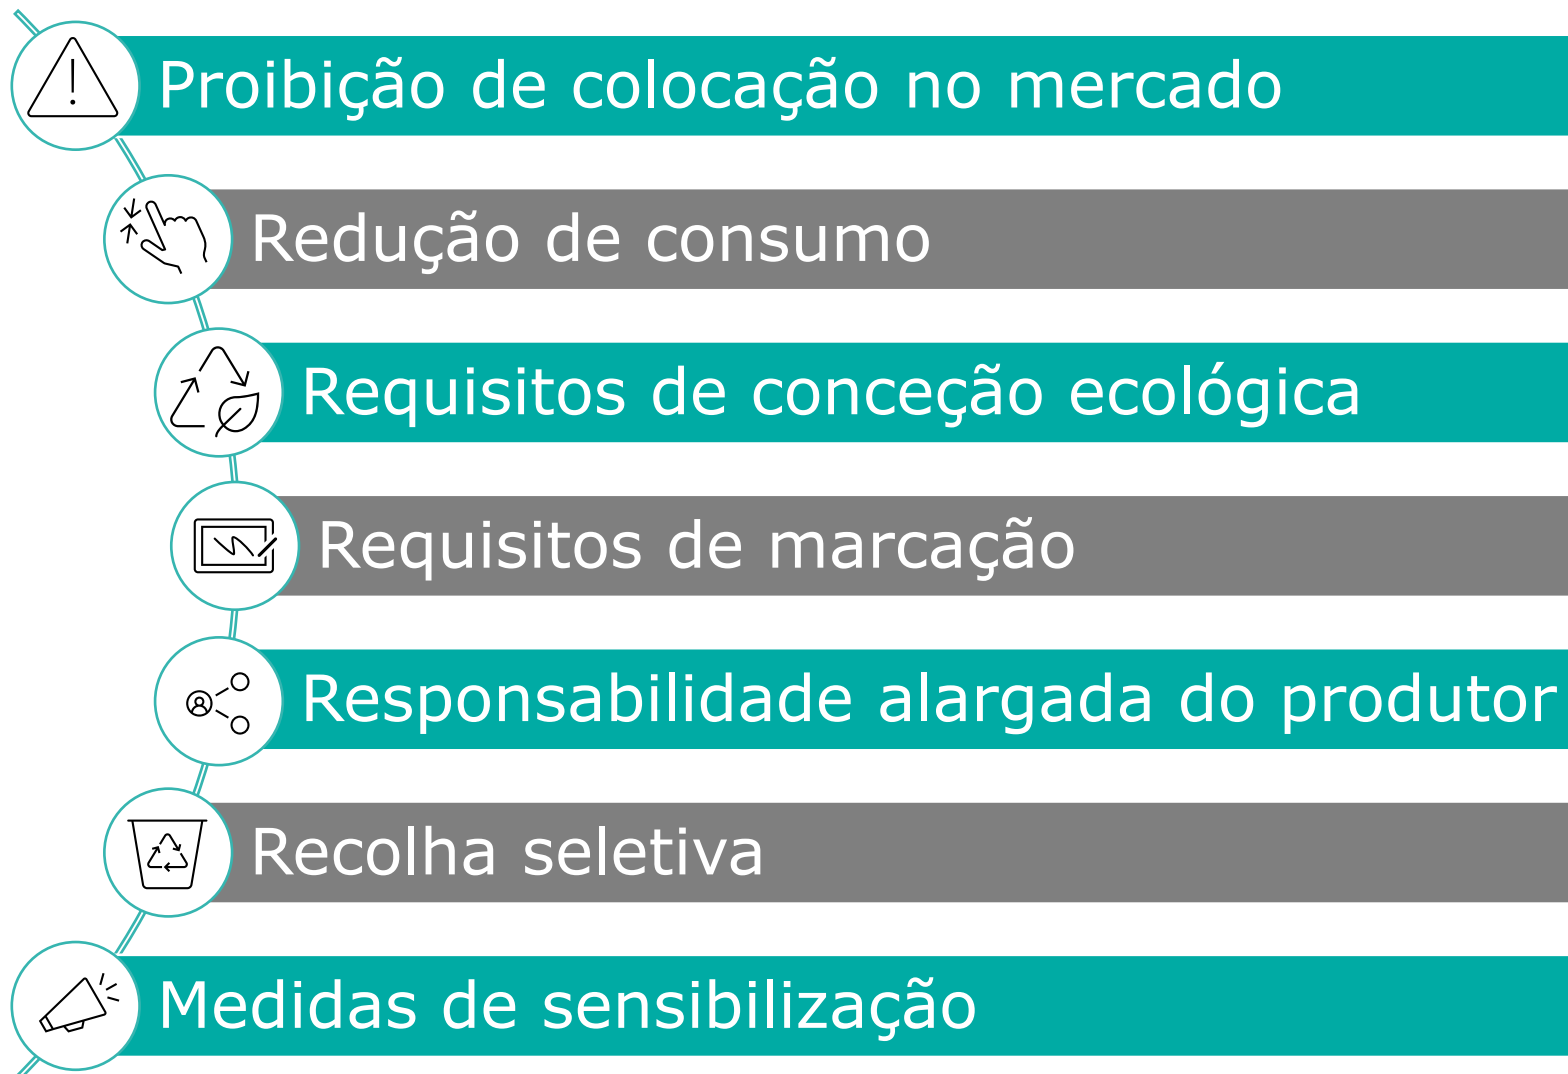 Proibição de colocação no mercado
Redução de consumo
Requisitos de conceção ecológica
Requisitos de marcação
Responsabilidade alargada do produtor
Recolha seletiva
Medidas de sensibilização